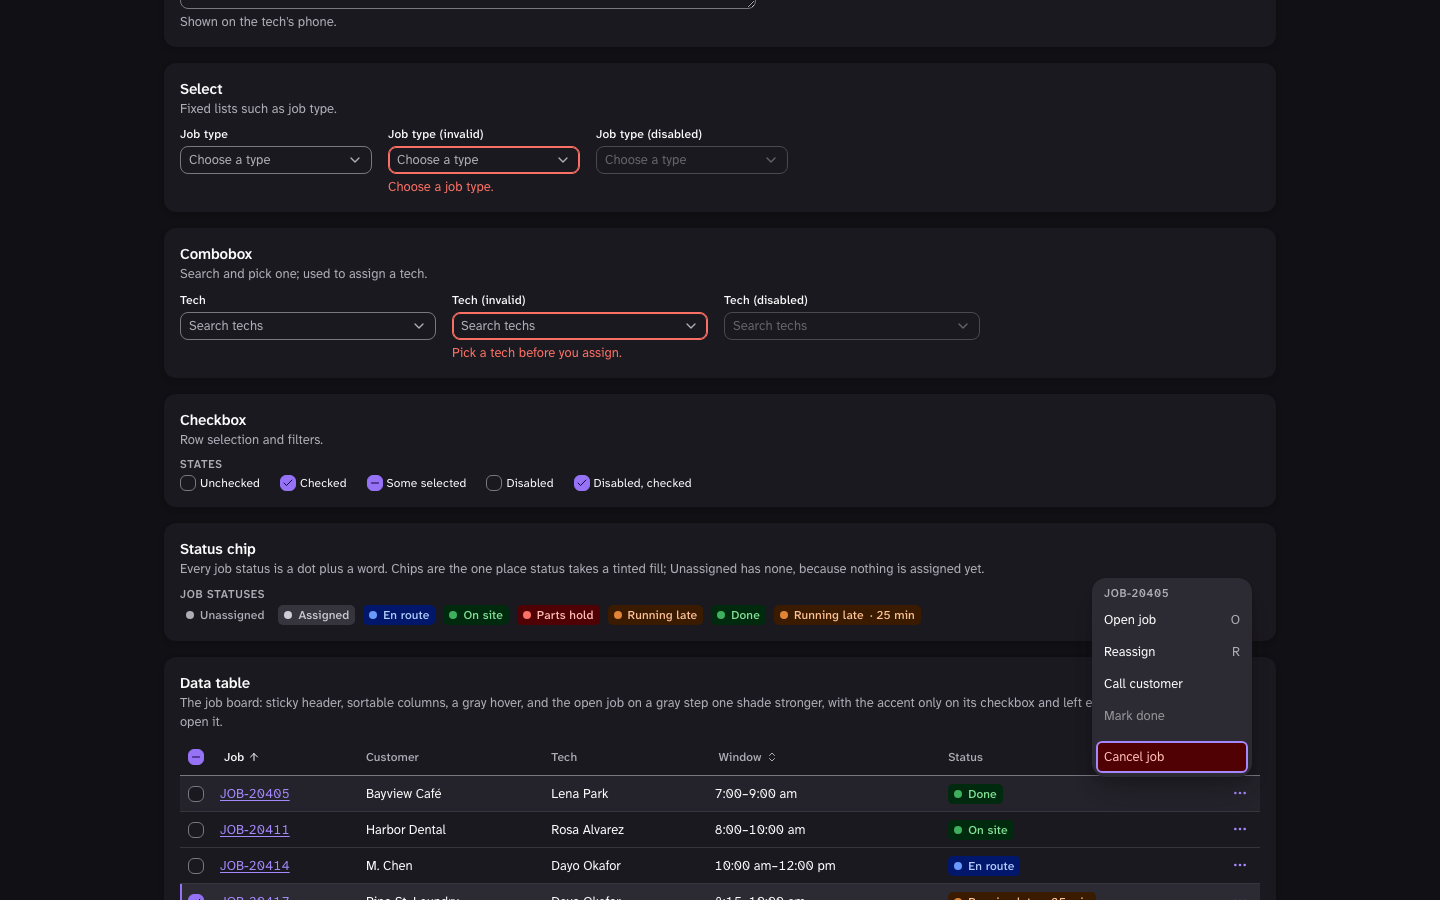 Shown on the tech's phone.
Select
Fixed lists such as job type.
Job type
Job type (invalid)
Job type (disabled)
Choose a type
Choose a type
Choose a type
Choose a job type.
Combobox
Search and pick one; used to assign a tech.
Tech
Tech (invalid)
Tech (disabled)
Search techs
Search techs
Search techs
Pick a tech before you assign.
Checkbox
Row selection and filters.
STATES
Unchecked
Checked
Some selected
Disabled
Disabled, checked
Status chip
Every job status is a dot plus a word. Chips are the one place status takes a tinted fill; Unassigned has none, because nothing is assigned yet.
JOB STATUSES
Unassigned
Assigned
En route
On site
Parts hold
Running late
Done
Running late · 25 min
JOB-20405
Open job O
Reassign R
Call customer
Mark done
Cancel job
Data table
The job board: sticky header, sortable columns, a gray hover, and the open job on a gray step one shade stronger, with the accent only on its checkbox and left
open it.
Job Customer Tech Window Status
JOB-20405 Bayview Café Lena Park 7:00–9:00 am Done
JOB-20411 Harbor Dental Rosa Alvarez 8:00–10:00 am On site
JOB-20414 M. Chen Dayo Okafor 10:00 am–12:00 pm En route